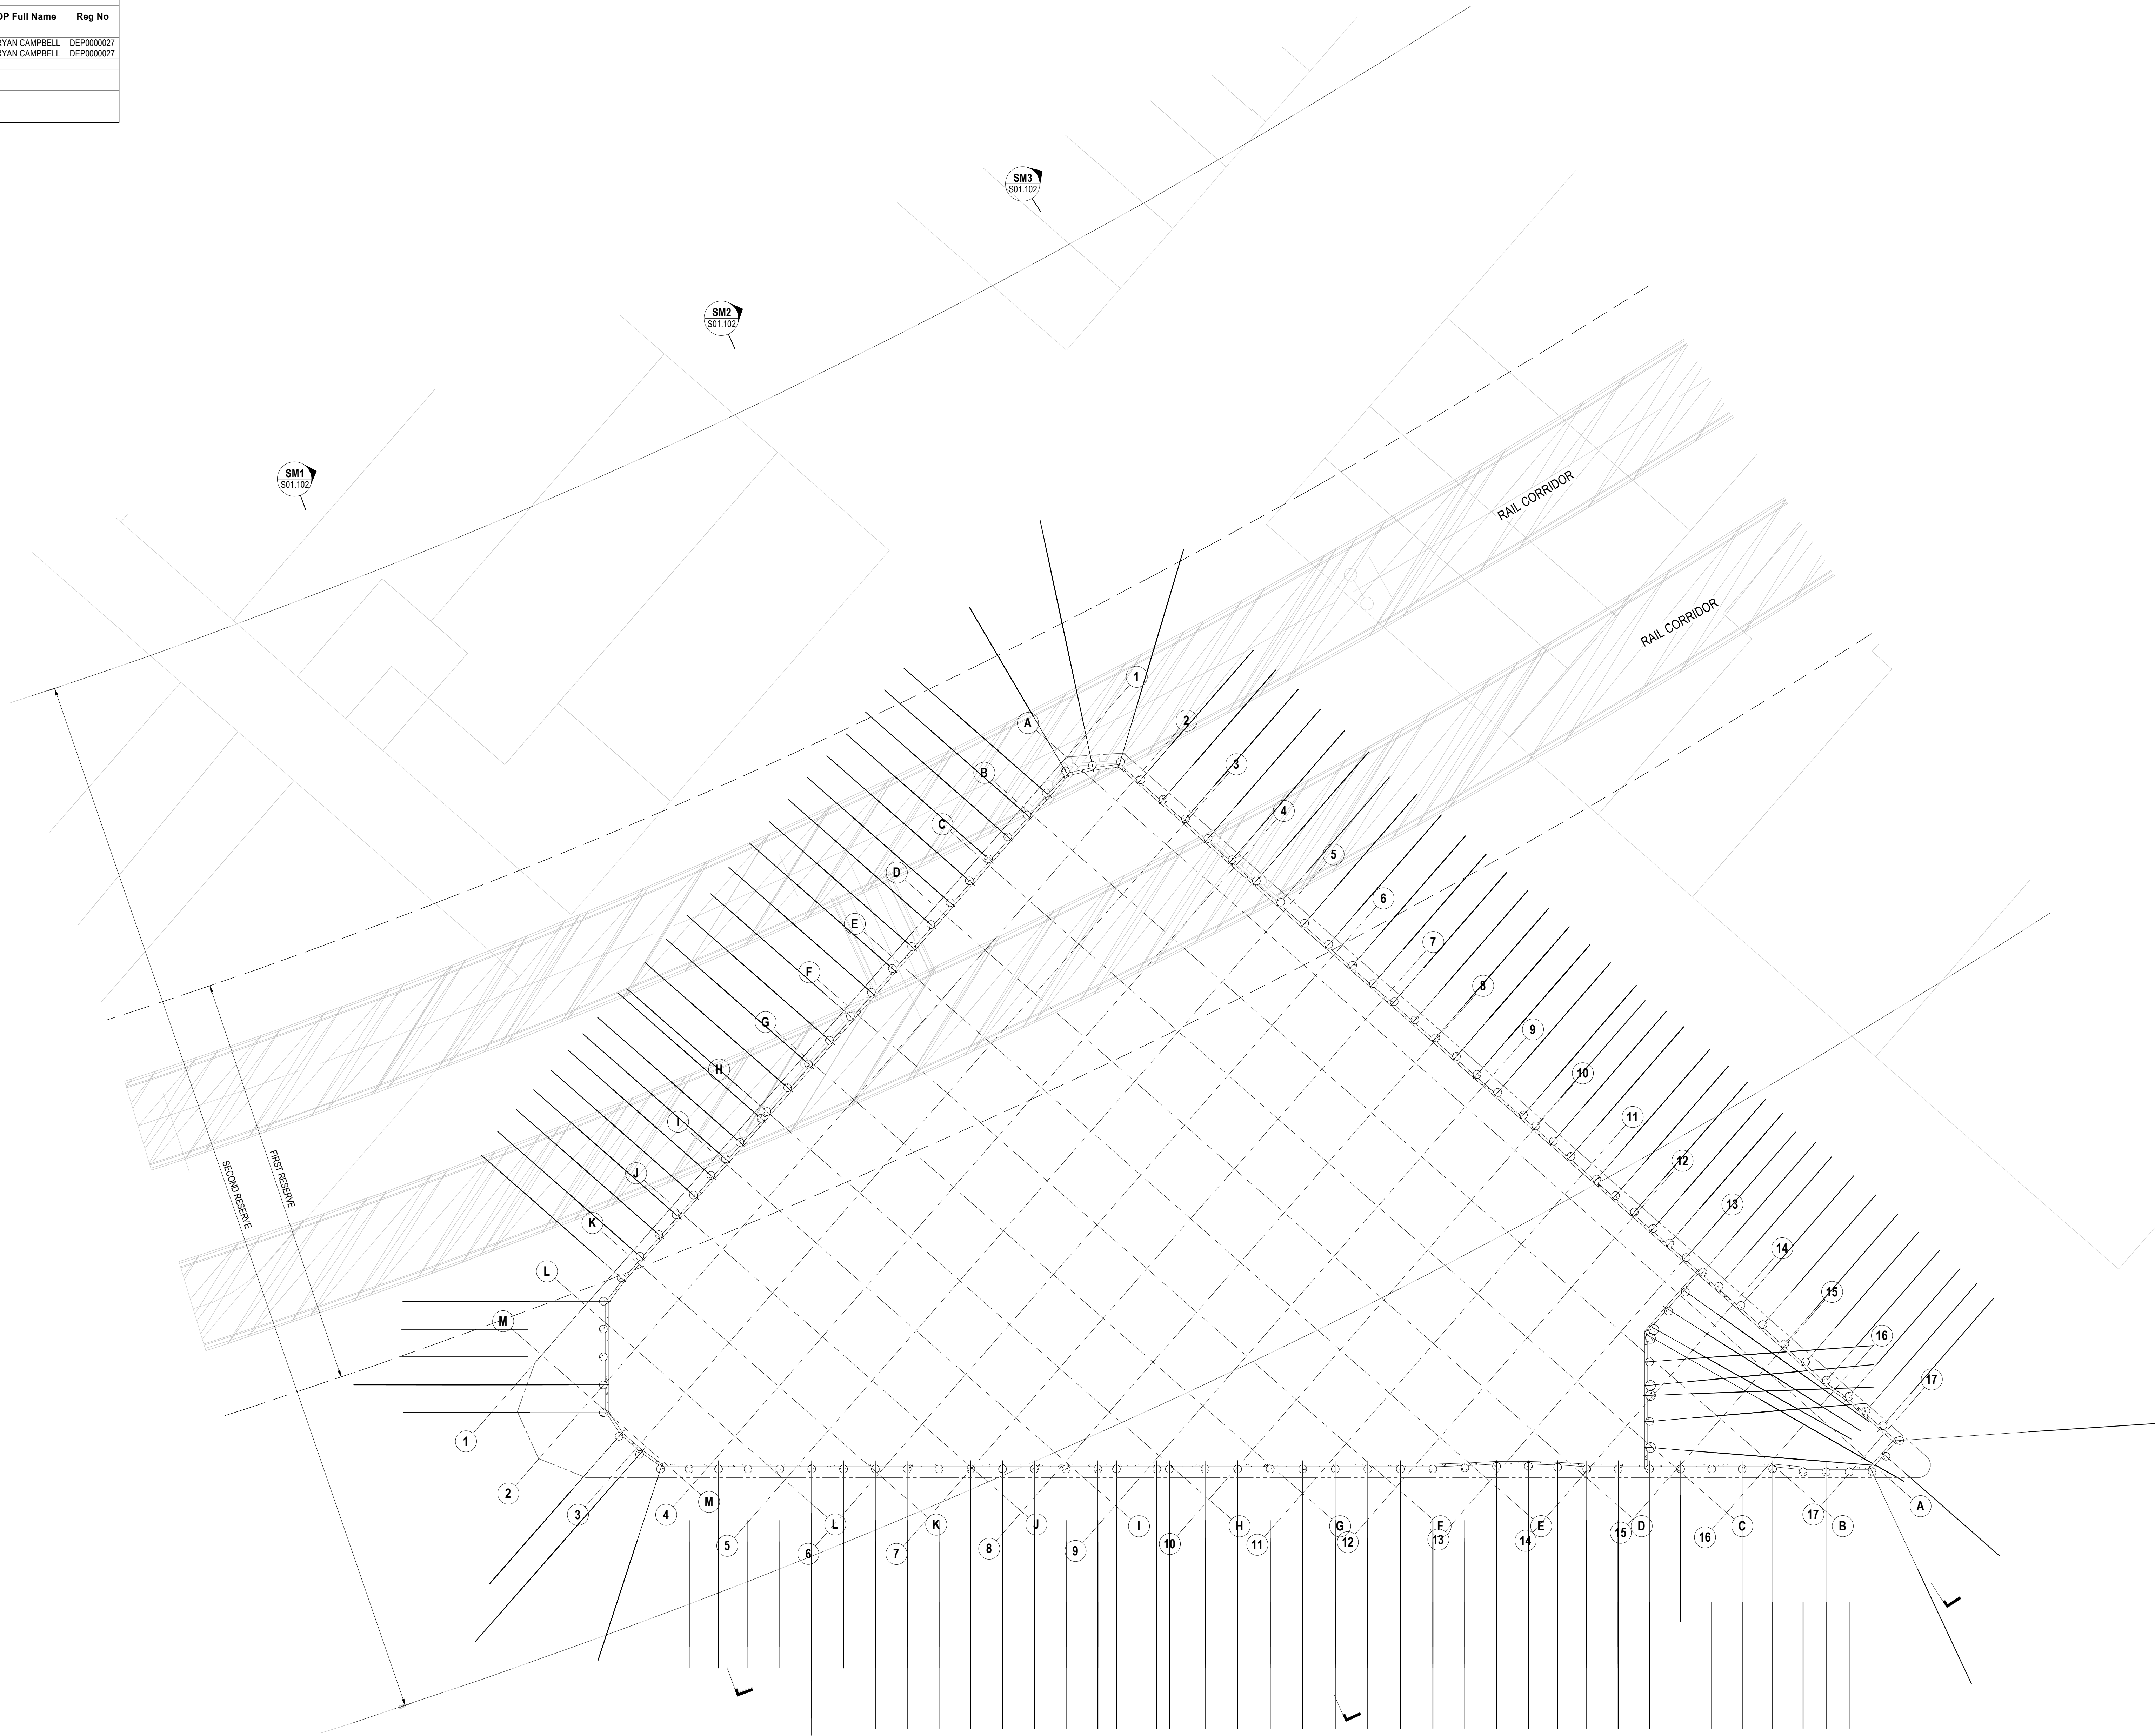 DP Full Name Reg No
RYAN CAMPBELL DEP0000027
RYAN CAMPBELL DEP0000027
SM3
S01.102
SM2
S01.102
SM1
S01.102
RAIL CORRIDOR
RAIL CORRIDOR
SECOND RESERVE
FIRST RESERVE
1
2
3
4
5
6
7
8
9
10
11
12
13
14
15
16
17
A
B
C
D
E
F
G
H
I
J
K
L
M
1
2
3
4
5
6
7
8
9
10
11
12
13
14
15
16
17
M
L
K
J
I
H
G
F
E
D
C
B
A